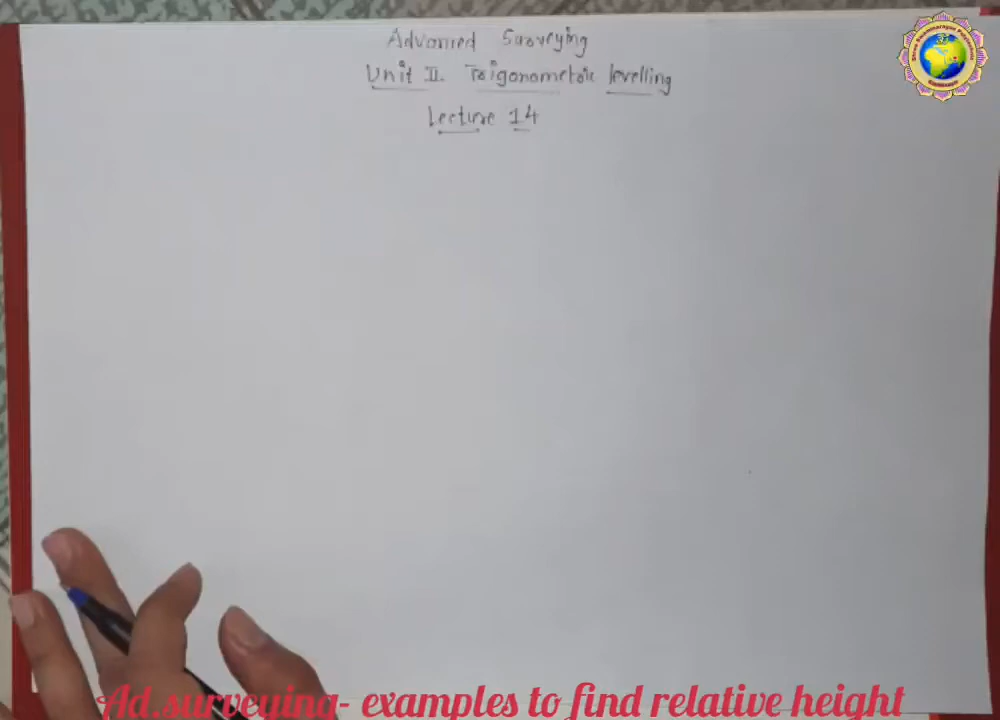 Advanced Surveying
Unit II. Trigonometric levelling
Lecture 14
Ad.surveying- examples to find relative height